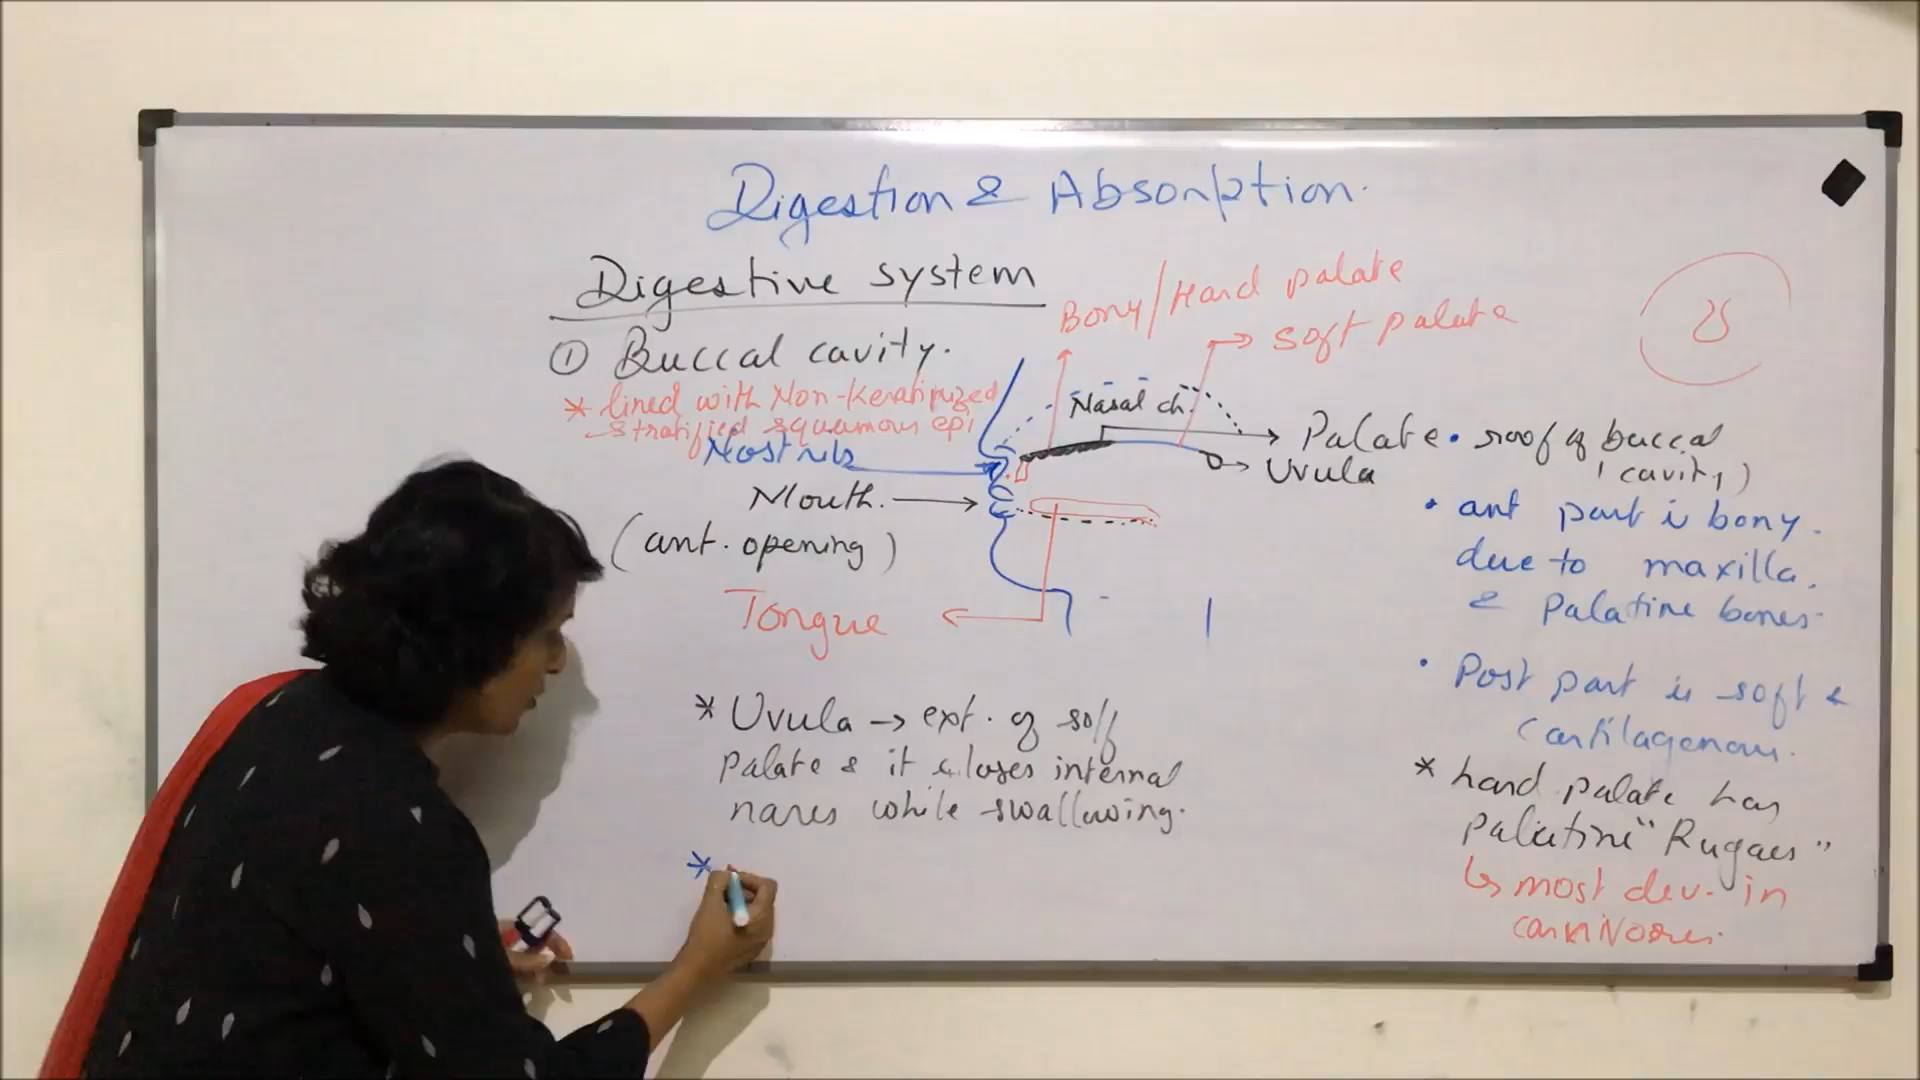 Digestion & Absorption.
Digestive system
① Buccal cavity.
* lined with Non-Keratinized
stratified squamous epi
Bony/Hard palate
soft palate
Nasal ch.
Nostrils
Palate • roof of buccal
(cavity)
Uvula
Mouth.
(ant. opening)
Tongue
• ant part is bony.
due to maxilla.
& Palatine bones.
• Post part is soft &
Cartilagenous.
* hard palate has
Palatine "Rugaes"
↳ most dev. in
carnivores.
* Uvula → ext. of soft
palate & it closes internal
nares while swallowing.
*